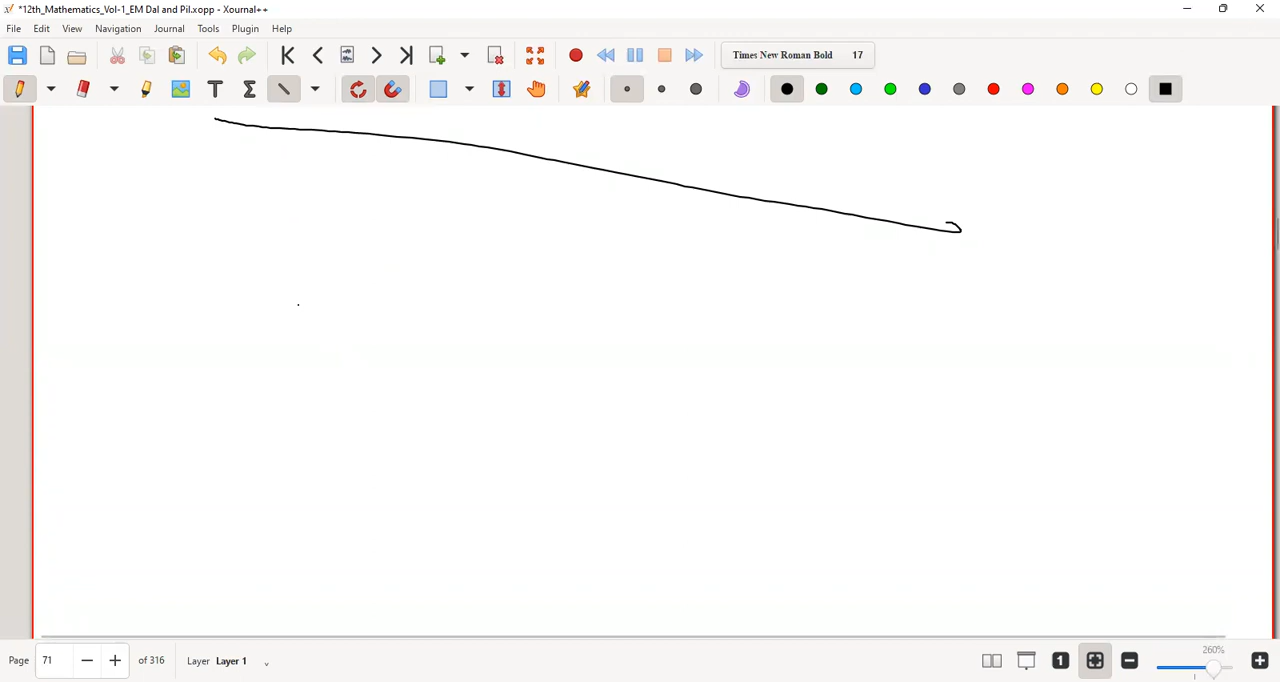 *12th_Mathematics_Vol-1_EM Dal and Pil.xopp - Xournal++
File Edit View Navigation Journal Tools Plugin Help
Times New Roman Bold 17
Page 71 of 316 Layer Layer 1 1 260%